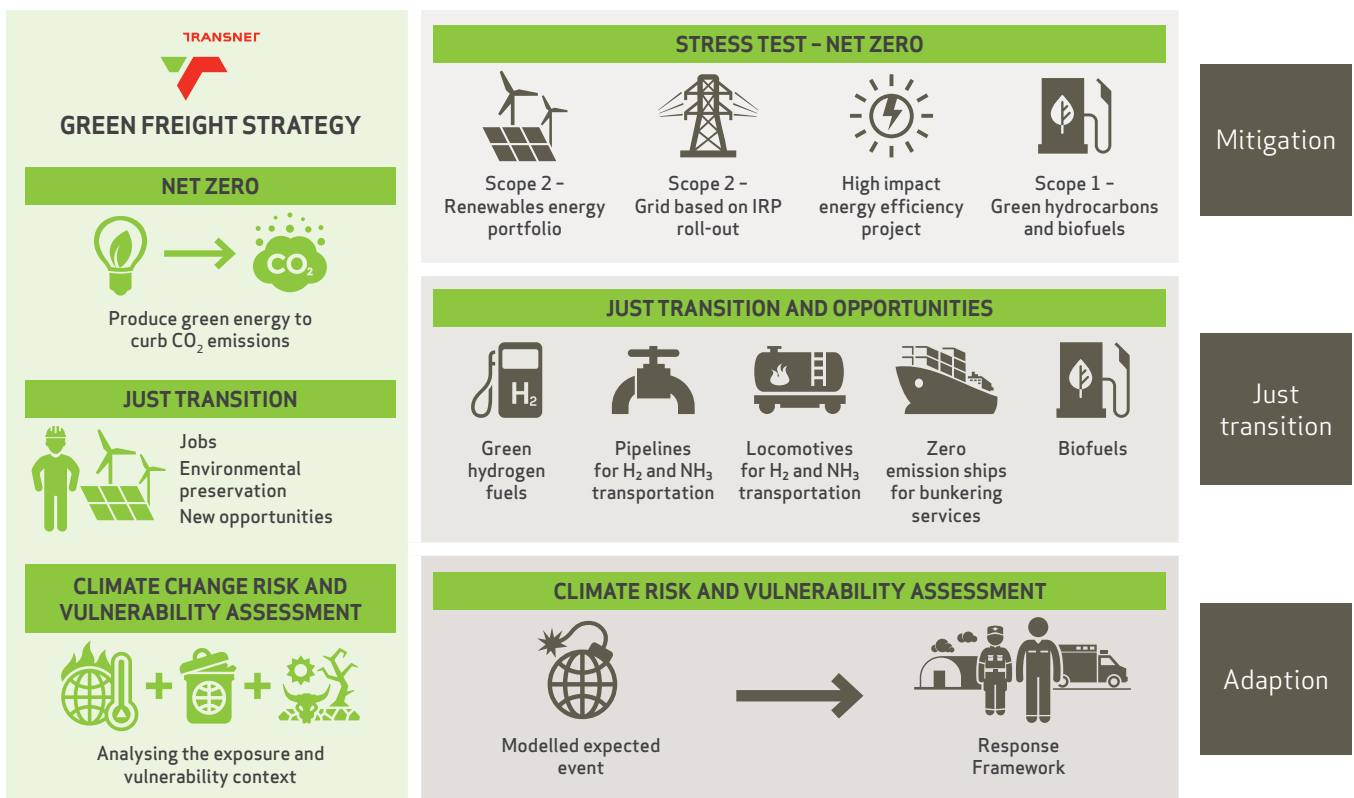 TRANSNET
GREEN FREIGHT STRATEGY
NET ZERO
CO₂
Produce green energy to
curb CO₂ emissions
JUST TRANSITION
Jobs
Environmental
preservation
New opportunities
CLIMATE CHANGE RISK AND
VULNERABILITY ASSESSMENT
Analysing the exposure and
vulnerability context
STRESS TEST – NET ZERO
Scope 2 –
Renewables energy
portfolio
Scope 2 –
Grid based on IRP
roll-out
High impact
energy efficiency
project
Scope 1 –
Green hydrocarbons
and biofuels
Mitigation
JUST TRANSITION AND OPPORTUNITIES
H₂
Green
hydrogen
fuels
Pipelines
for H₂ and NH₃
transportation
Locomotives
for H₂ and NH₃
transportation
Zero
emission ships
for bunkering
services
Biofuels
Just
transition
CLIMATE RISK AND VULNERABILITY ASSESSMENT
Modelled expected
event
Response
Framework
Adaption